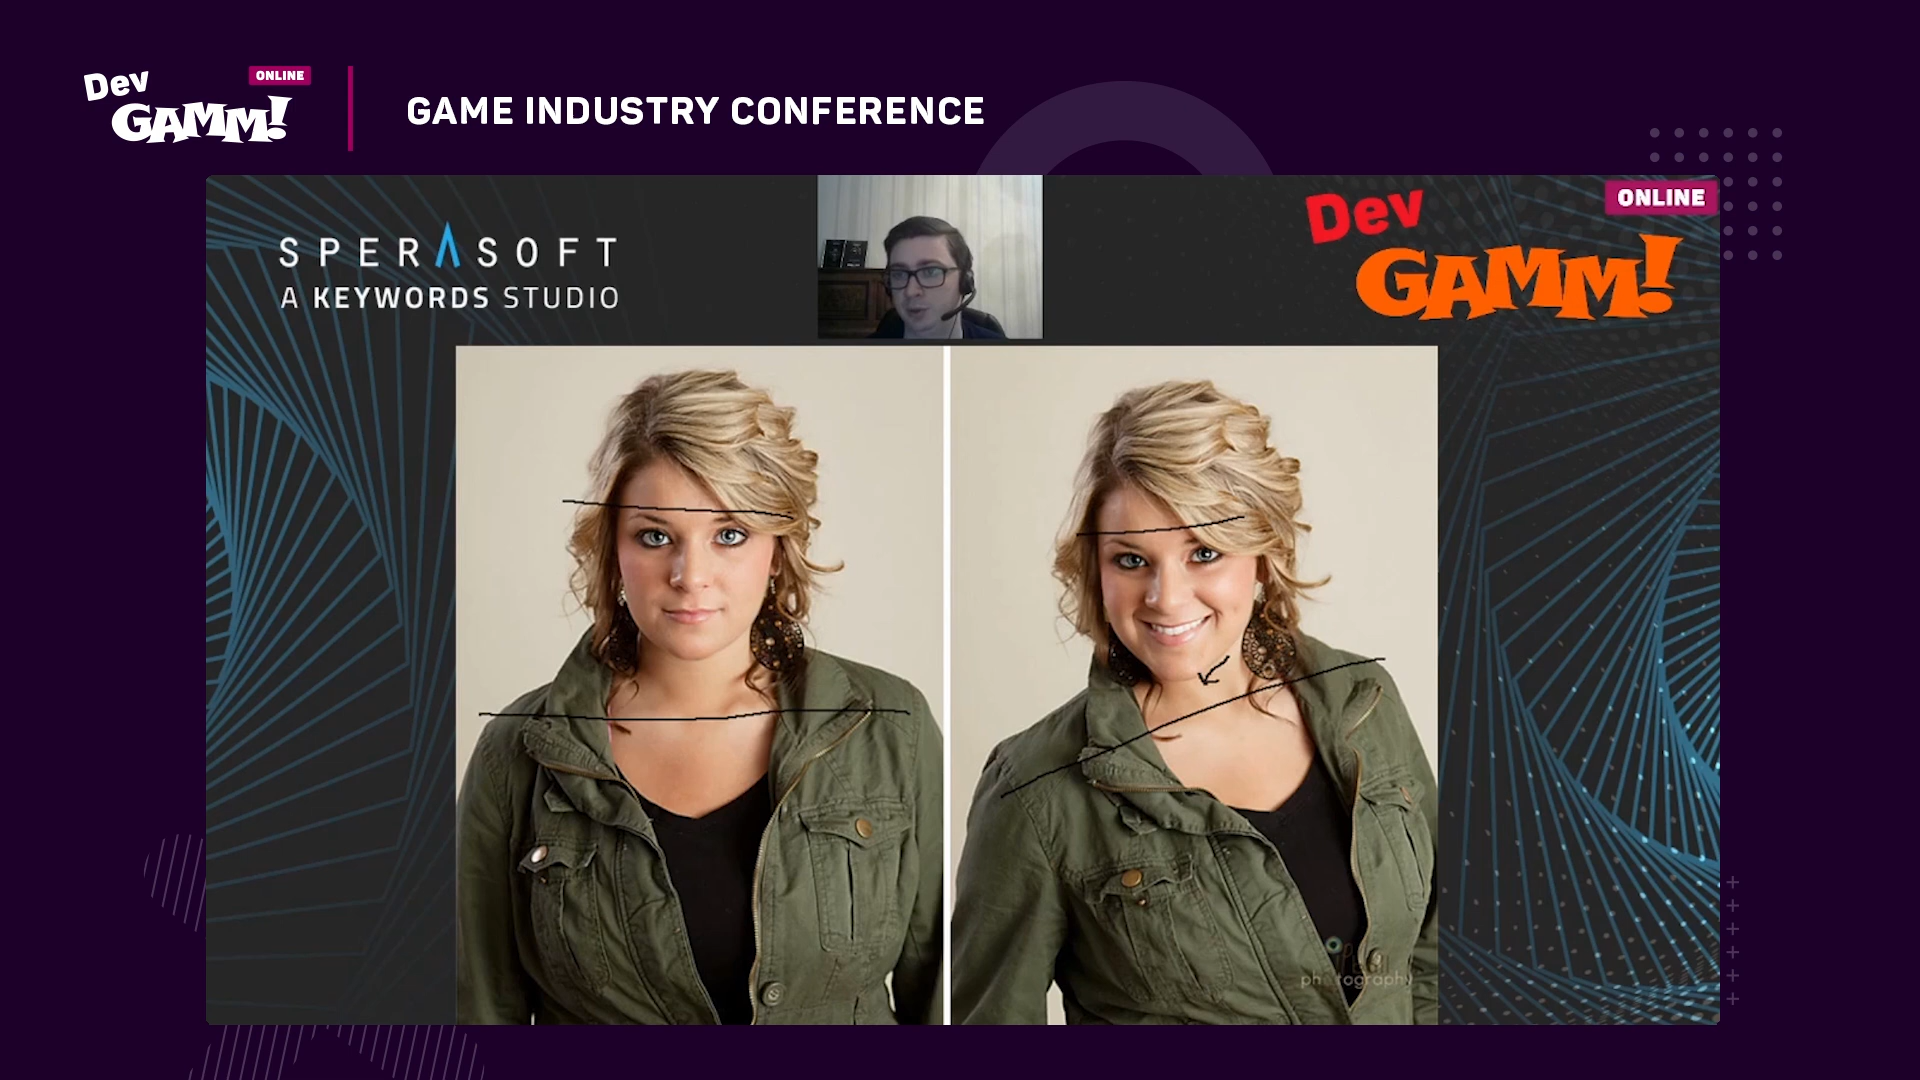 Dev
GAMM!
ONLINE
GAME INDUSTRY CONFERENCE
SPERASOFT
A KEYWORDS STUDIO
Dev
GAMM!
ONLINE
photography